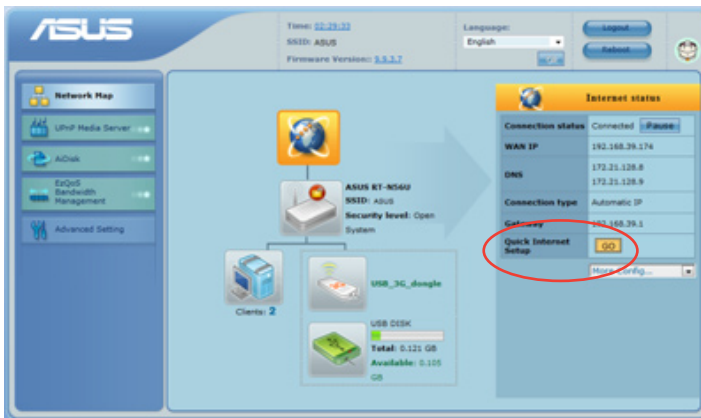 ASUS
Time: 02:29:33
SSID: ASUS
Firmware Version: 9.9.3.7
Language:
English
Logout
Reboot
Network Map
UPnP Media Server
AiDisk
EzQoS
Bandwidth
Management
Advanced Setting
ASUS RT-N56U
SSID: ASUS
Security level: Open
System
Clients: 2
USB_3G_dongle
USB DISK
Total: 0.121 GB
Available: 0.105
GB
Internet status
Connection status Connected Pause
WAN IP 192.168.39.174
DNS 172.21.128.8
172.21.128.9
Connection type Automatic IP
Gateway 192.168.39.1
Quick Internet
Setup GO
More Config...